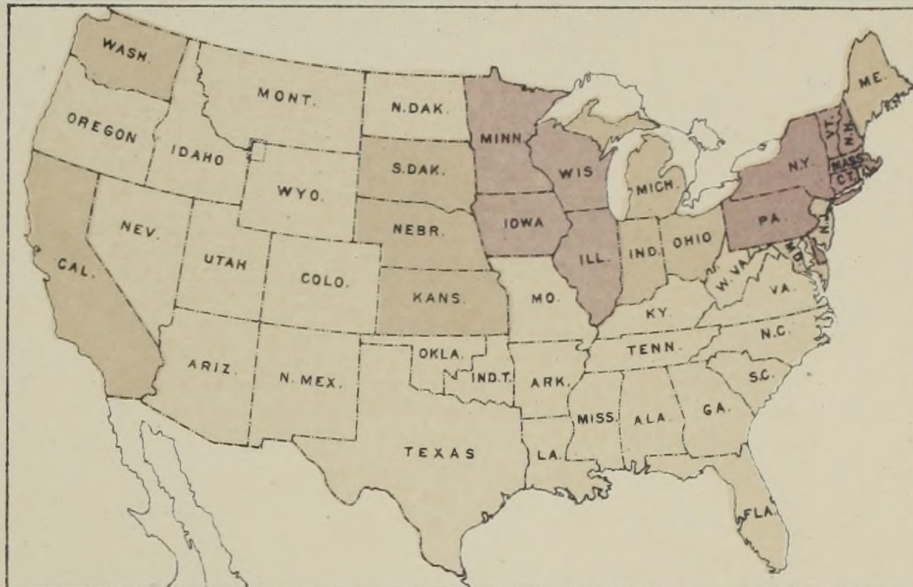 WASH.
MONT.
N.DAK.
MINN
ME.
OREGON
IDAHO
S.DAK.
WIS
MICH.
N.Y.
VT.
N.H.
MASS
CT.
WYO.
NEBR.
IOWA
PA.
N.J.
NEV.
UTAH
COLO.
ILL.
IND.
OHIO
MD.
W.VA.
CAL.
KANS.
MO.
KY.
VA.
ARIZ.
N.MEX.
OKLA.
IND.T.
ARK.
TENN.
N.C.
S.C.
MISS.
ALA.
GA.
TEXAS
LA.
FLA.